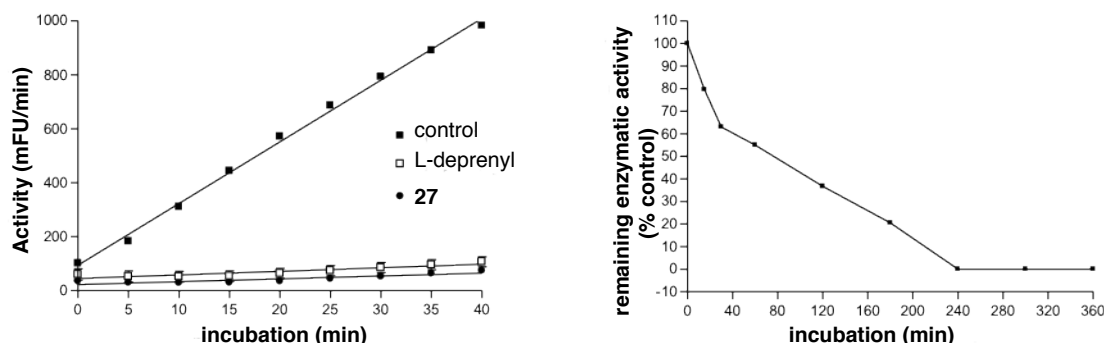 1000
800
600
400
200
0
Activity (mFU/min)
control
L-deprenyl
27
0 5 10 15 20 25 30 35 40
incubation (min)
110
100
90
80
70
60
50
40
30
20
10
0
-10
remaining enzymatic activity
(% control)
0 40 80 120 160 200 240 280 320 360
incubation (min)